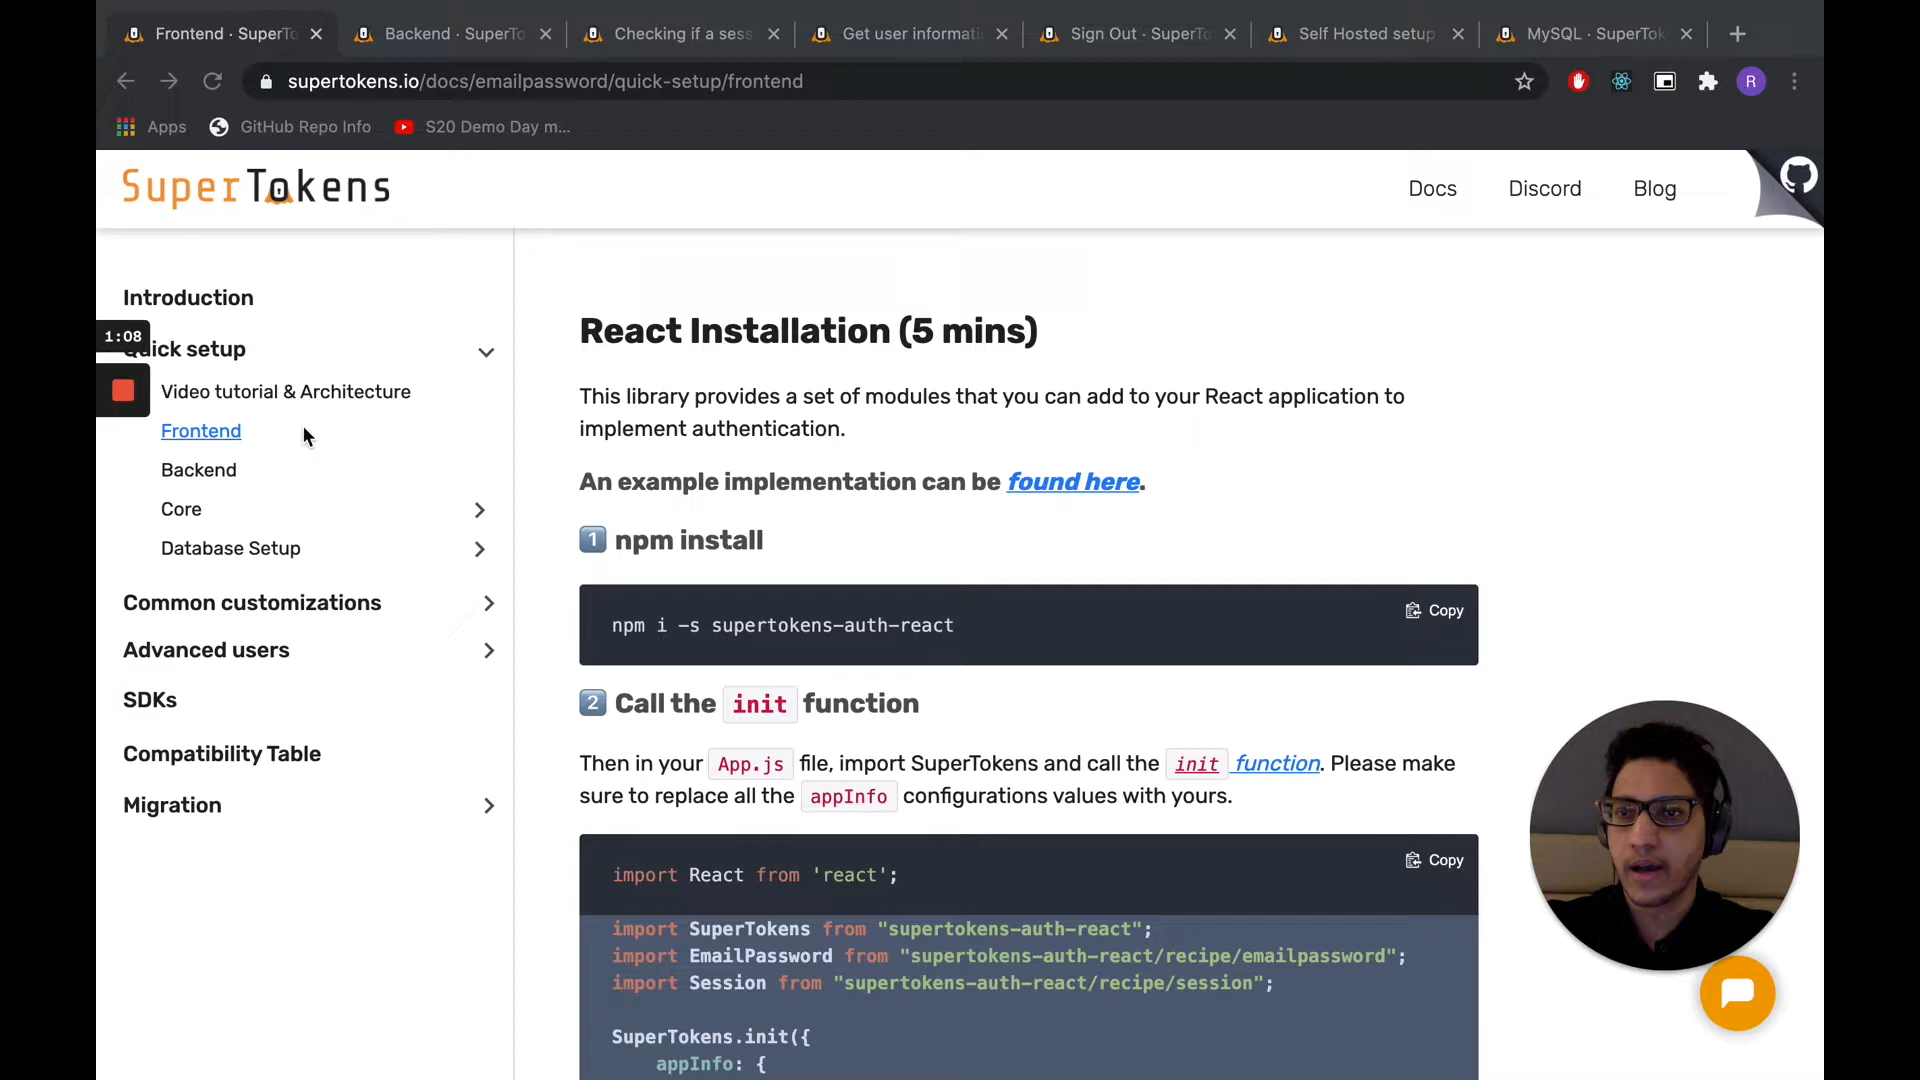 Frontend · SuperTo
Backend · SuperTo
Checking if a sess
Get user informati
Sign Out · SuperTo
Self Hosted setup
MySQL · SuperTok
supertokens.io/docs/emailpassword/quick-setup/frontend
R
Apps
GitHub Repo Info
S20 Demo Day m...
SuperTokens
Docs
Discord
Blog
Introduction
1:08
Quick setup
Video tutorial & Architecture
Frontend
Backend
Core
Database Setup
Common customizations
Advanced users
SDKs
Compatibility Table
Migration
React Installation (5 mins)
This library provides a set of modules that you can add to your React application to
implement authentication.
An example implementation can be found here.
1 npm install
Copy
npm i -s supertokens-auth-react
2 Call the init function
Then in your App.js file, import SuperTokens and call the init function. Please make
sure to replace all the appInfo configurations values with yours.
Copy
import React from 'react';
import SuperTokens from "supertokens-auth-react";
import EmailPassword from "supertokens-auth-react/recipe/emailpassword";
import Session from "supertokens-auth-react/recipe/session";
SuperTokens.init({
appInfo: {